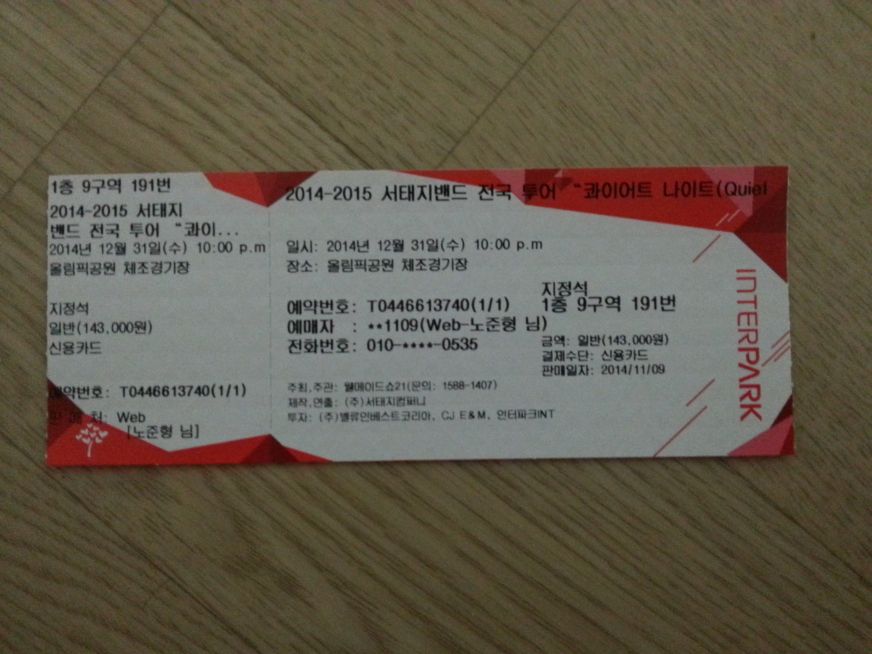 1층 9구역 191번
2014-2015 서태지
밴드 전국 투어 “콰이...
2014년 12월 31일(수) 10:00 p.m
올림픽공원 체조경기장
지정석
일반(143,000원)
신용카드
예약번호: T0446613740(1/1)
판매처: Web
[노준형 님]
2014-2015 서태지밴드 전국 투어 “콰이어트 나이트(Quiet
일시: 2014년 12월 31일(수) 10:00 p.m
장소: 올림픽공원 체조경기장
지정석
예약번호: T0446613740(1/1) 1층 9구역 191번
예매자 : **1109(Web-노준형 님)
전화번호: 010-****-0535
금액: 일반(143,000원)
결제수단: 신용카드
판매일자: 2014/11/09
주최,주관: 웰메이드쇼21(문의: 1588-1407)
제작,연출: (주)서태지컴퍼니
투자: (주)밸류인베스트코리아, CJ E&M, 인터파크INT
INTERPARK